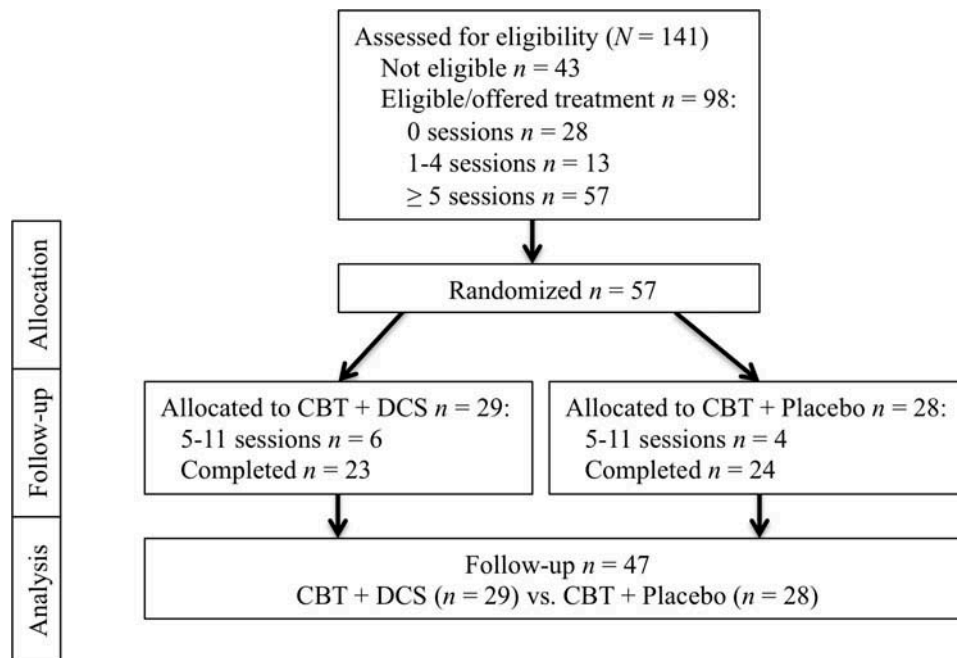 Assessed for eligibility (N = 141)
Not eligible n = 43
Eligible/offered treatment n = 98:
0 sessions n = 28
1-4 sessions n = 13
≥ 5 sessions n = 57
Allocation
Randomized n = 57
Follow-up
Allocated to CBT + DCS n = 29:
5-11 sessions n = 6
Completed n = 23
Allocated to CBT + Placebo n = 28:
5-11 sessions n = 4
Completed n = 24
Analysis
Follow-up n = 47
CBT + DCS (n = 29) vs. CBT + Placebo (n = 28)